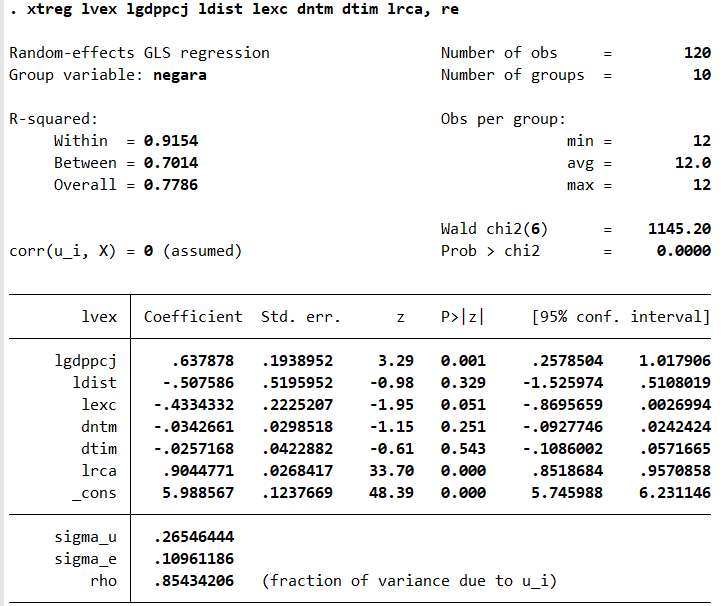 . xtreg lvex lgdppcj ldist lexc dntm dtim lrca, re
Random-effects GLS regression Number of obs = 120
Group variable: negara Number of groups = 10
R-squared: Obs per group:
Within = 0.9154 min = 12
Between = 0.7014 avg = 12.0
Overall = 0.7786 max = 12
Wald chi2(6) = 1145.20
corr(u_i, X) = 0 (assumed) Prob > chi2 = 0.0000
lvex Coefficient Std. err. z P>|z| [95% conf. interval]
lgdppcj .637878 .1938952 3.29 0.001 .2578504 1.017906
ldist -.507586 .5195952 -0.98 0.329 -1.525974 .5108019
lexc -.4334332 .2225207 -1.95 0.051 -.8695659 .0026994
dntm -.0342661 .0298518 -1.15 0.251 -.0927746 .0242424
dtim -.0257168 .0422882 -0.61 0.543 -.1086002 .0571665
lrca .9044771 .0268417 33.70 0.000 .8518684 .9570858
_cons 5.988567 .1237669 48.39 0.000 5.745988 6.231146
sigma_u .26546444
sigma_e .10961186
rho .85434206 (fraction of variance due to u_i)